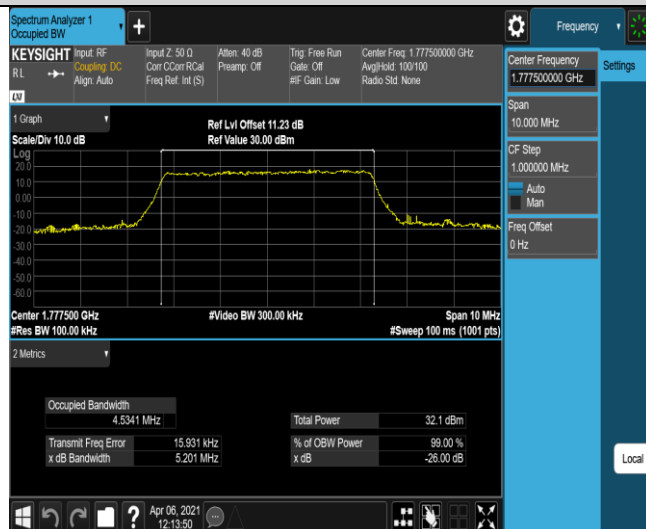 Spectrum Analyzer 1
Occupied BW
+
Frequency
KEYSIGHT
RL
LXI
Input: RF
Coupling: DC
Align: Auto
Input Z: 50 Ω
Corr CCorr RCal
Freq Ref: Int (S)
Atten: 40 dB
Preamp: Off
Trig: Free Run
Gate: Off
#IF Gain: Low
Center Freq: 1.777500000 GHz
Avg|Hold: 100/100
Radio Std: None
Center Frequency
1.777500000 GHz
Settings
Span
10.000 MHz
CF Step
1.000000 MHz
Auto
Man
Freq Offset
0 Hz
1 Graph
Scale/Div 10.0 dB
Ref Lvl Offset 11.23 dB
Ref Value 30.00 dBm
Log
20.0
10.0
0.00
-10.0
-20.0
-30.0
-40.0
-50.0
-60.0
Center 1.777500 GHz
#Video BW 300.00 kHz
Span 10 MHz
#Res BW 100.00 kHz
#Sweep 100 ms (1001 pts)
2 Metrics
Occupied Bandwidth
4.5341 MHz
Total Power 32.1 dBm
Transmit Freq Error 15.931 kHz
% of OBW Power 99.00 %
x dB Bandwidth 5.201 MHz
x dB -26.00 dB
Local
?
Apr 06, 2021
12:13:50